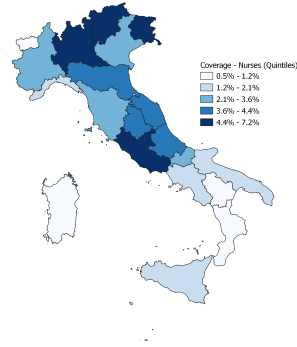 Coverage - Nurses (Quintiles)
0.5% - 1.2%
1.2% - 2.1%
2.1% - 3.6%
3.6% - 4.4%
4.4% - 7.2%